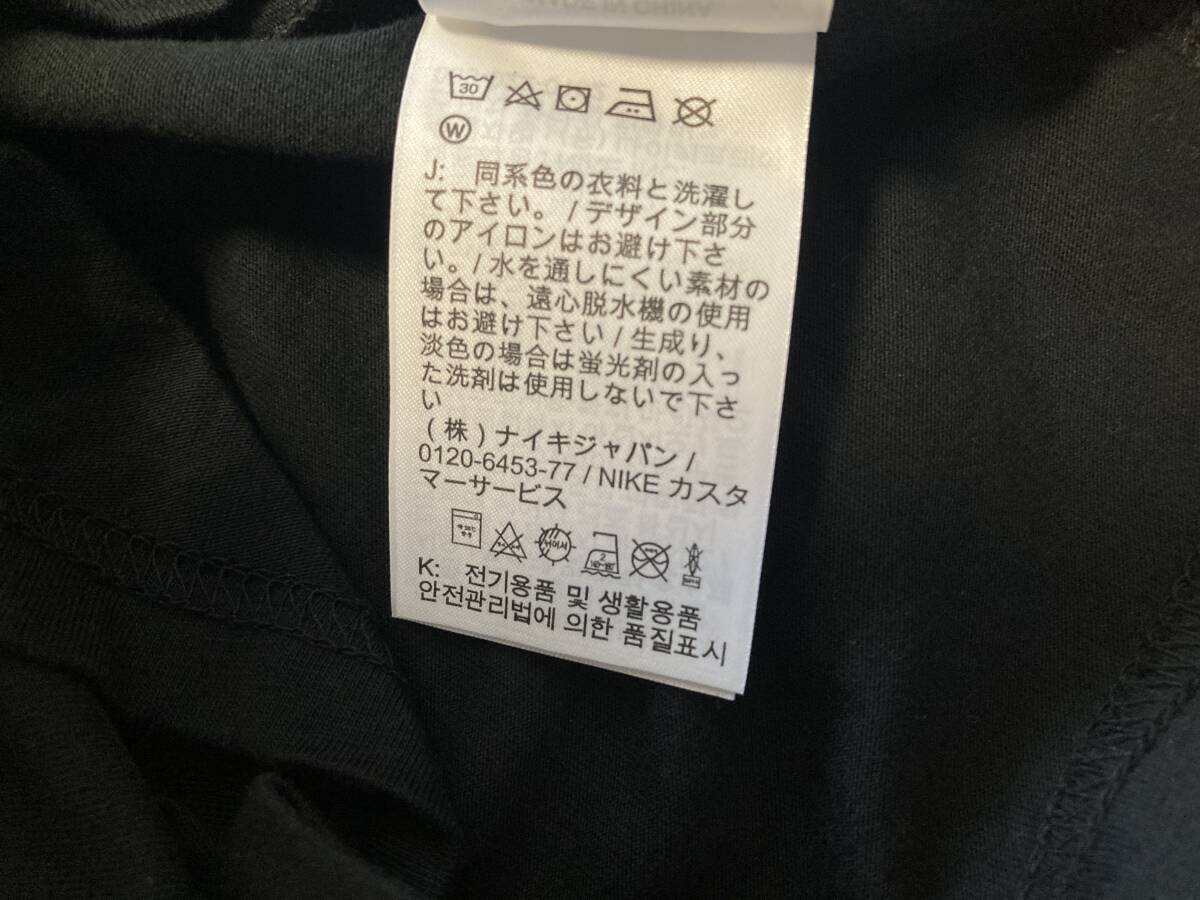 MADE IN CHINA
30
W
J: 同系色の衣料と洗濯し
て下さい。 / デザイン部分
のアイロンはお避け下さ
い。/ 水を通しにくい素材の
場合は、遠心脱水機の使用
はお避け下さい / 生成り、
淡色の場合は蛍光剤の入っ
た洗剤は使用しないで下さ
い
(株) ナイキジャパン /
0120-6453-77 / NIKE カスタ
マーサービス
K: 전기용품 및 생활용품
안전관리법에 의한 품질표시